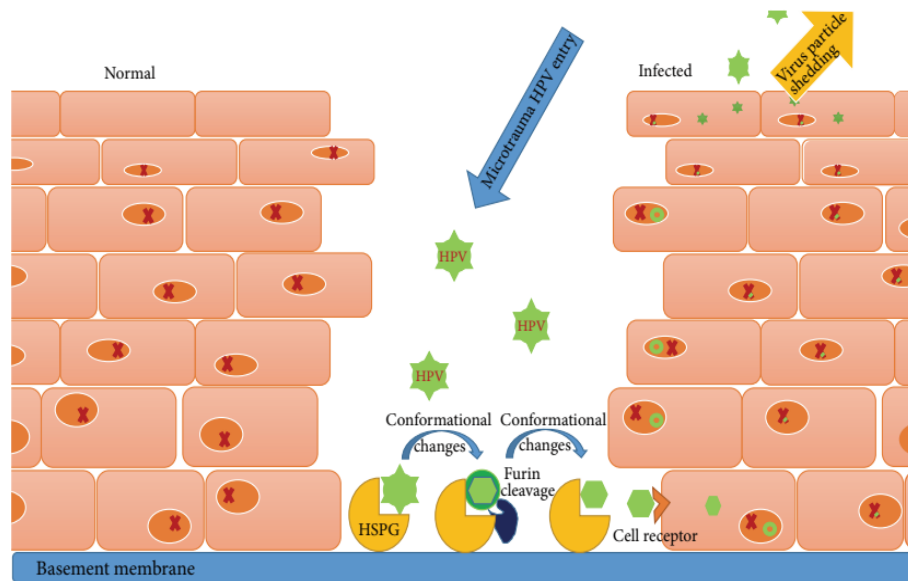 Normal
Infected
Virus particle
shedding
Microtrauma HPV entry
HPV
HPV
HPV
Conformational
changes
Conformational
changes
Furin
cleavage
HSPG
Cell receptor
Basement membrane